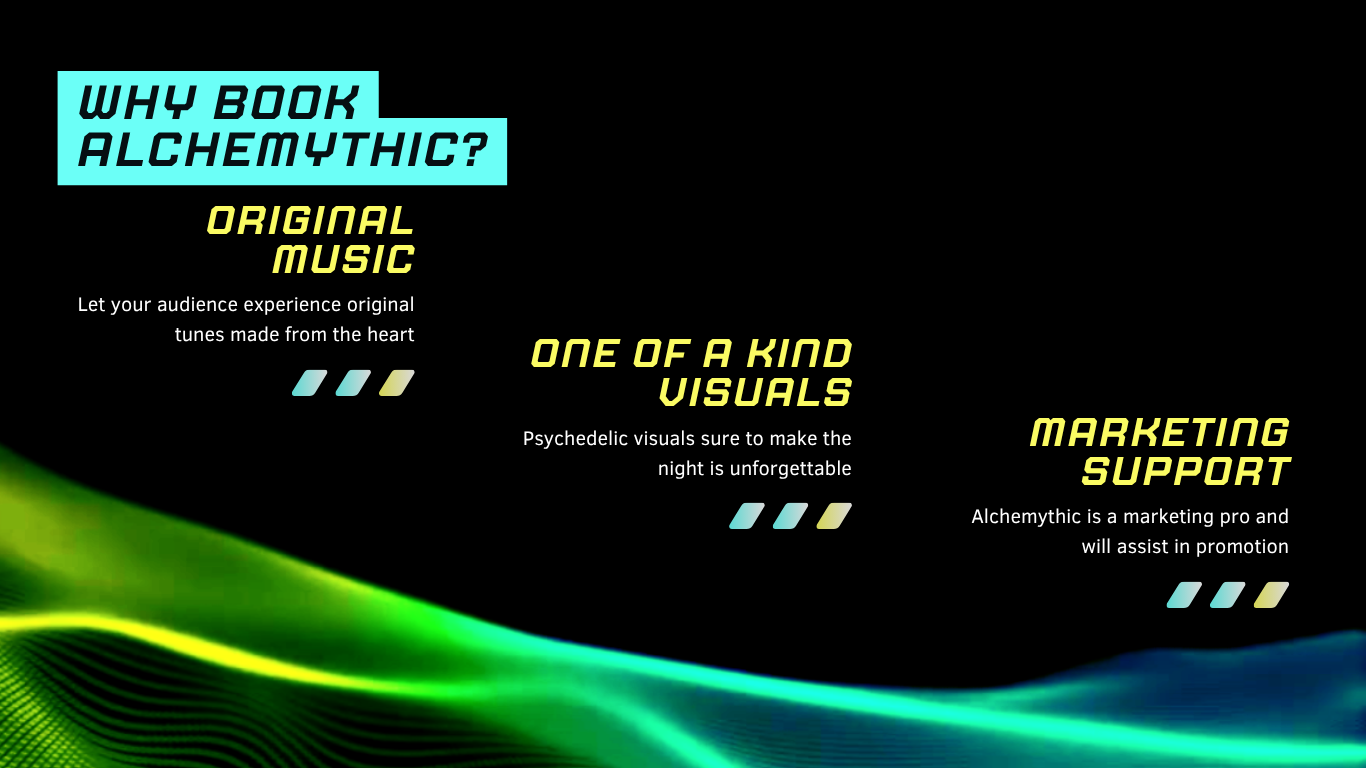 WHY BOOK
ALCHEMYTHIC?
ORIGINAL
MUSIC
Let your audience experience original
tunes made from the heart
ONE OF A KIND
VISUALS
Psychedelic visuals sure to make the
night is unforgettable
MARKETING
SUPPORT
Alchemythic is a marketing pro and
will assist in promotion